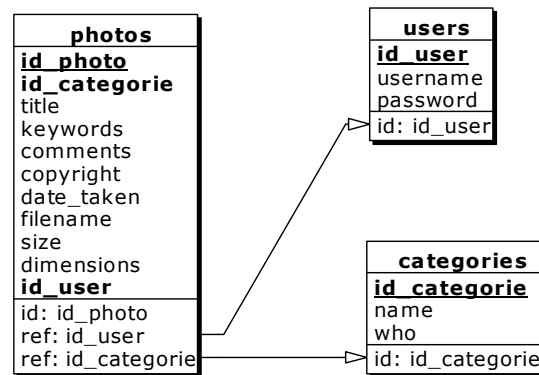 photos
id_photo
id_categorie
title
keywords
comments
copyright
date_taken
filename
size
dimensions
id_user
id: id_photo
ref: id_user
ref: id_categorie
users
id_user
username
password
id: id_user
categories
id_categorie
name
who
id: id_categorie